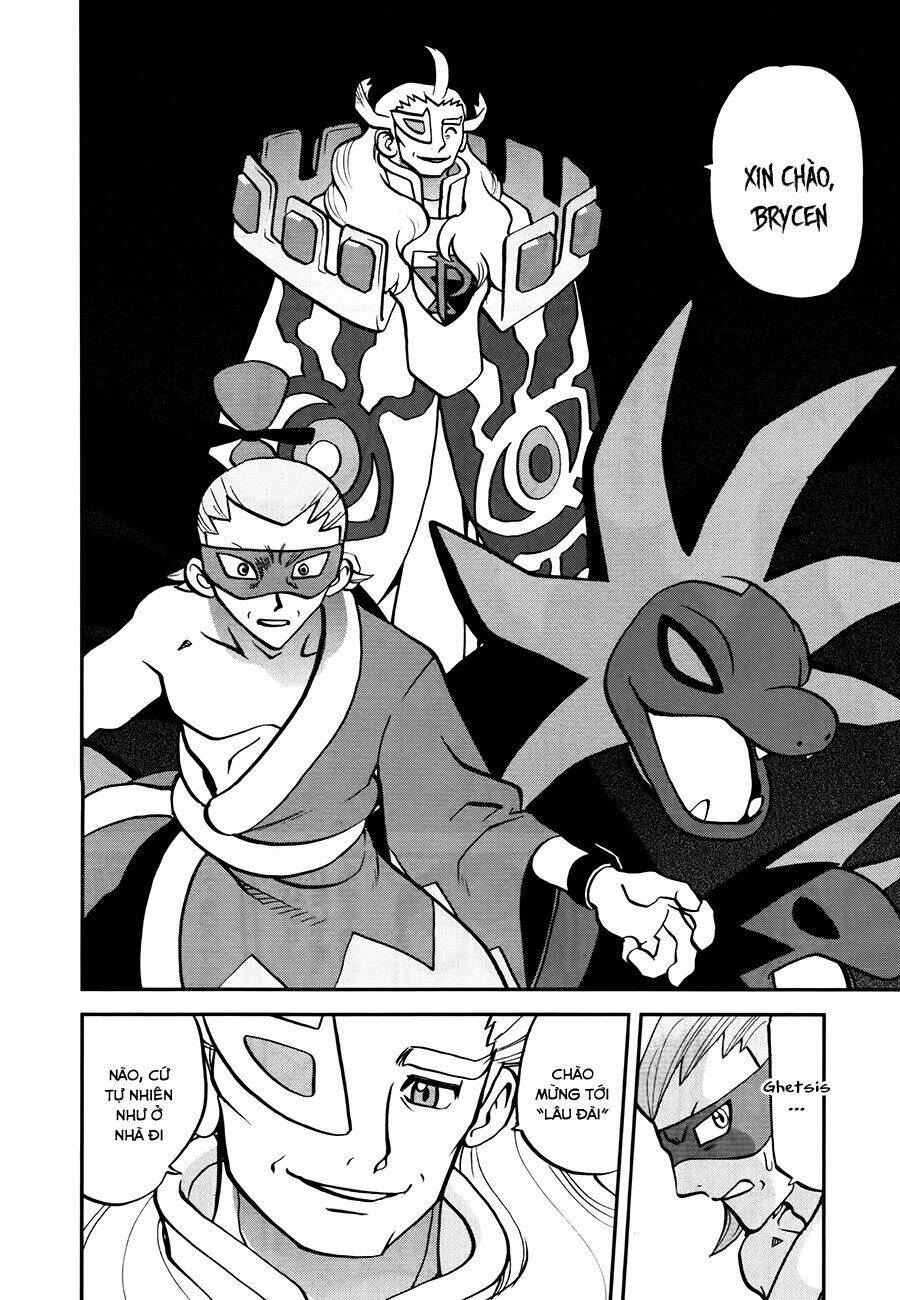 XIN CHÀO,
BRYCEN
Ghetsis
...
CHÀO
MỪNG TỚI
"LÂU ĐÀI"
NÀO, CỨ
TỰ NHIÊN
NHƯ Ở
NHÀ ĐI